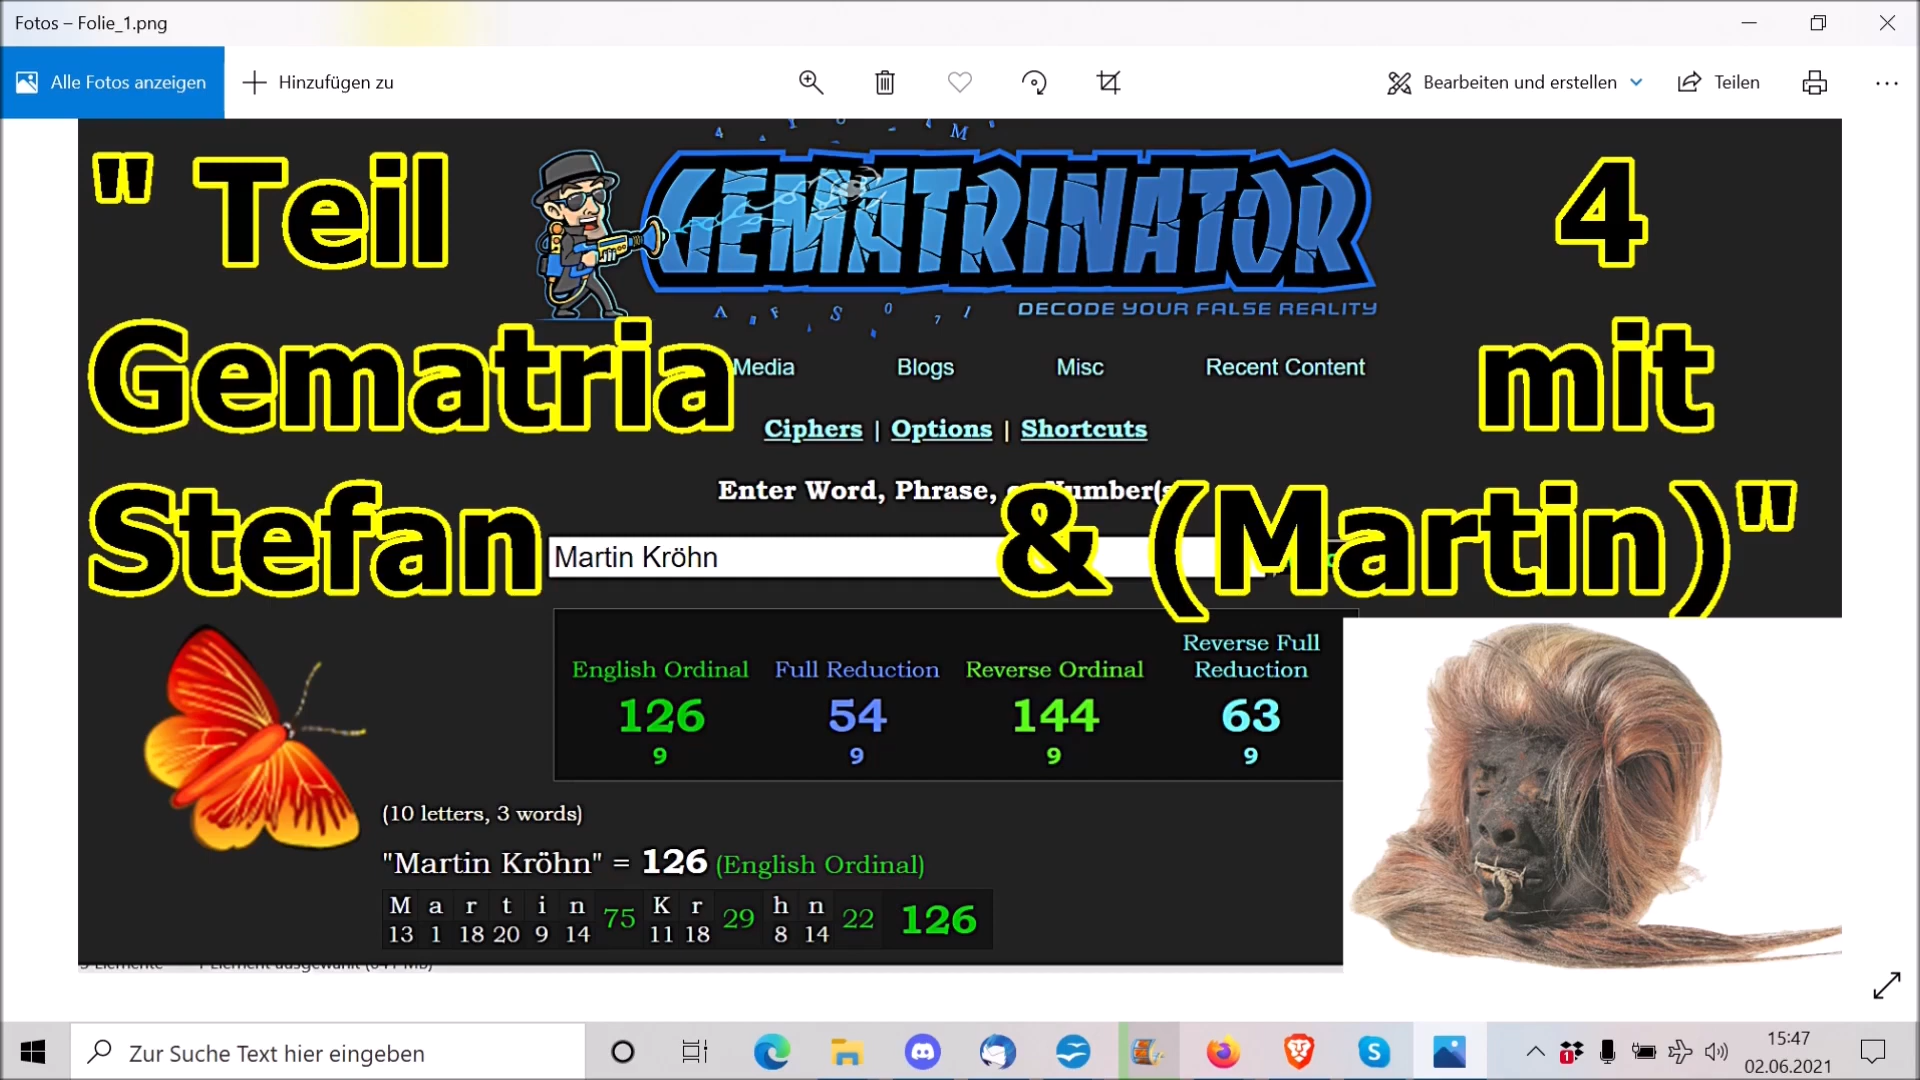 Fotos – Folie_1.png
Alle Fotos anzeigen
Hinzufügen zu
Bearbeiten und erstellen
Teilen
" Teil 4
GEMATRINATOR
DECODE YOUR FALSE REALITY
Gematria mit
Media Blogs Misc Recent Content
Ciphers | Options | Shortcuts
Enter Word, Phrase, Number(s
Stefan & (Martin)"
Martin Kröhn
English Ordinal Full Reduction Reverse Ordinal Reverse Full Reduction
126 54 144 63
9 9 9 9
(10 letters, 3 words)
"Martin Kröhn" = 126 (English Ordinal)
M a r t i n 75 K r 29 h n 22 126
13 1 18 20 9 14 11 18 8 14
Zur Suche Text hier eingeben
1
15:47
02.06.2021